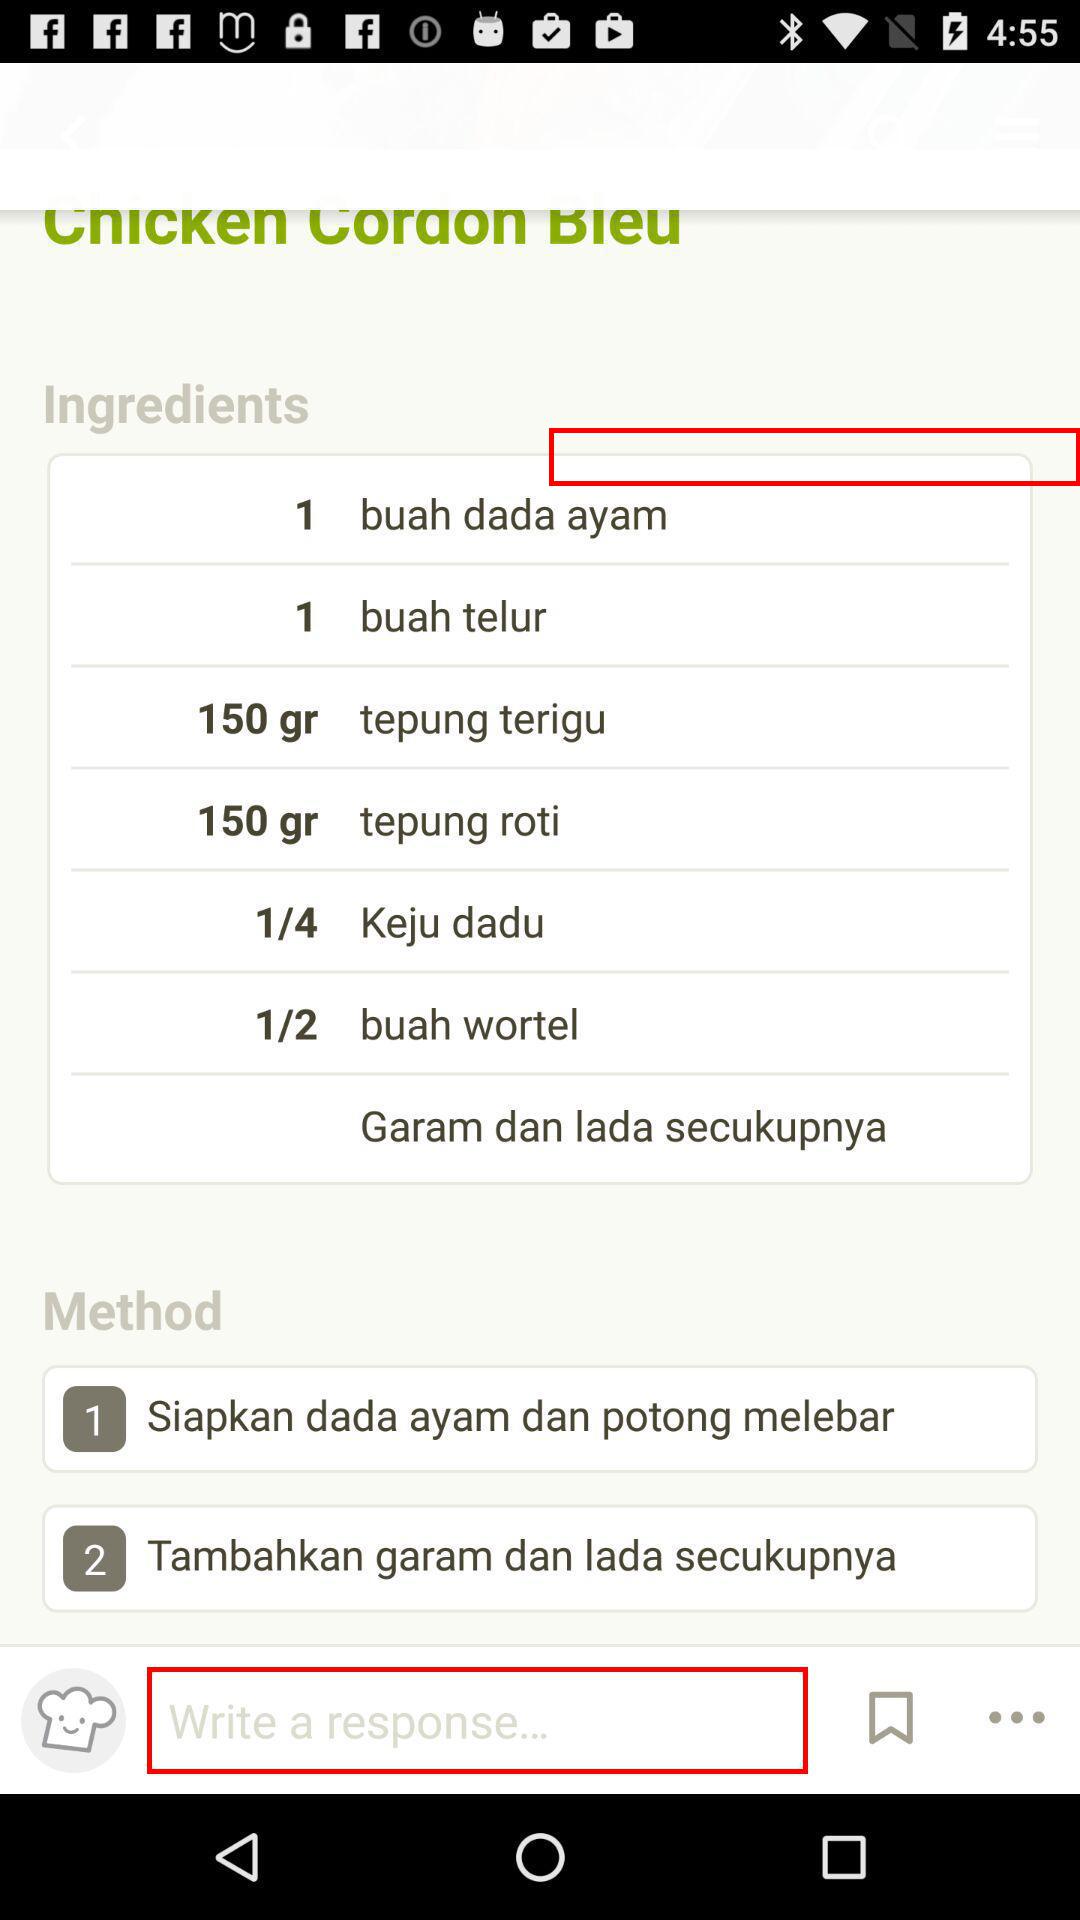 4:55
Chicken Cordon Bleu
Ingredients
1 buah dada ayam
1 buah telur
150 gr tepung terigu
150 gr tepung roti
1/4 Keju dadu
1/2 buah wortel
Garam dan lada secukupnya
Method
1 Siapkan dada ayam dan potong melebar
2 Tambahkan garam dan lada secukupnya
Write a response...